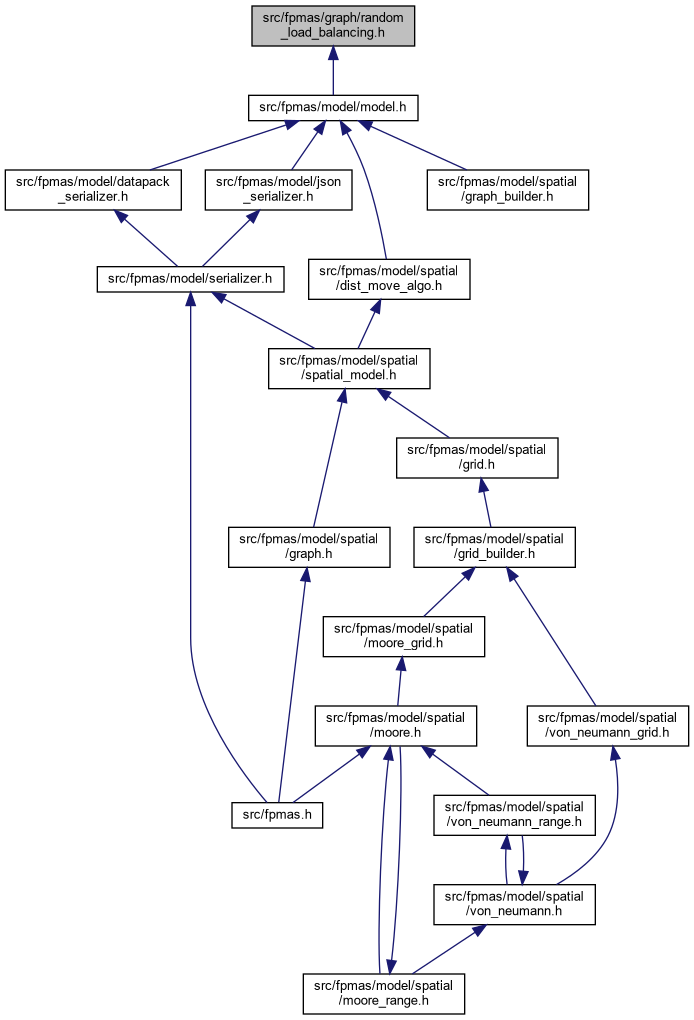 src/fpmas/graph/random
_load_balancing.h
src/fpmas/model/model.h
src/fpmas/model/datapack
_serializer.h
src/fpmas/model/json
_serializer.h
src/fpmas/model/spatial
/graph_builder.h
src/fpmas/model/serializer.h
src/fpmas/model/spatial
/dist_move_algo.h
src/fpmas/model/spatial
/spatial_model.h
src/fpmas/model/spatial
/grid.h
src/fpmas/model/spatial
/graph.h
src/fpmas/model/spatial
/grid_builder.h
src/fpmas/model/spatial
/moore_grid.h
src/fpmas/model/spatial
/moore.h
src/fpmas/model/spatial
/von_neumann_grid.h
src/fpmas.h
src/fpmas/model/spatial
/von_neumann_range.h
src/fpmas/model/spatial
/von_neumann.h
src/fpmas/model/spatial
/moore_range.h